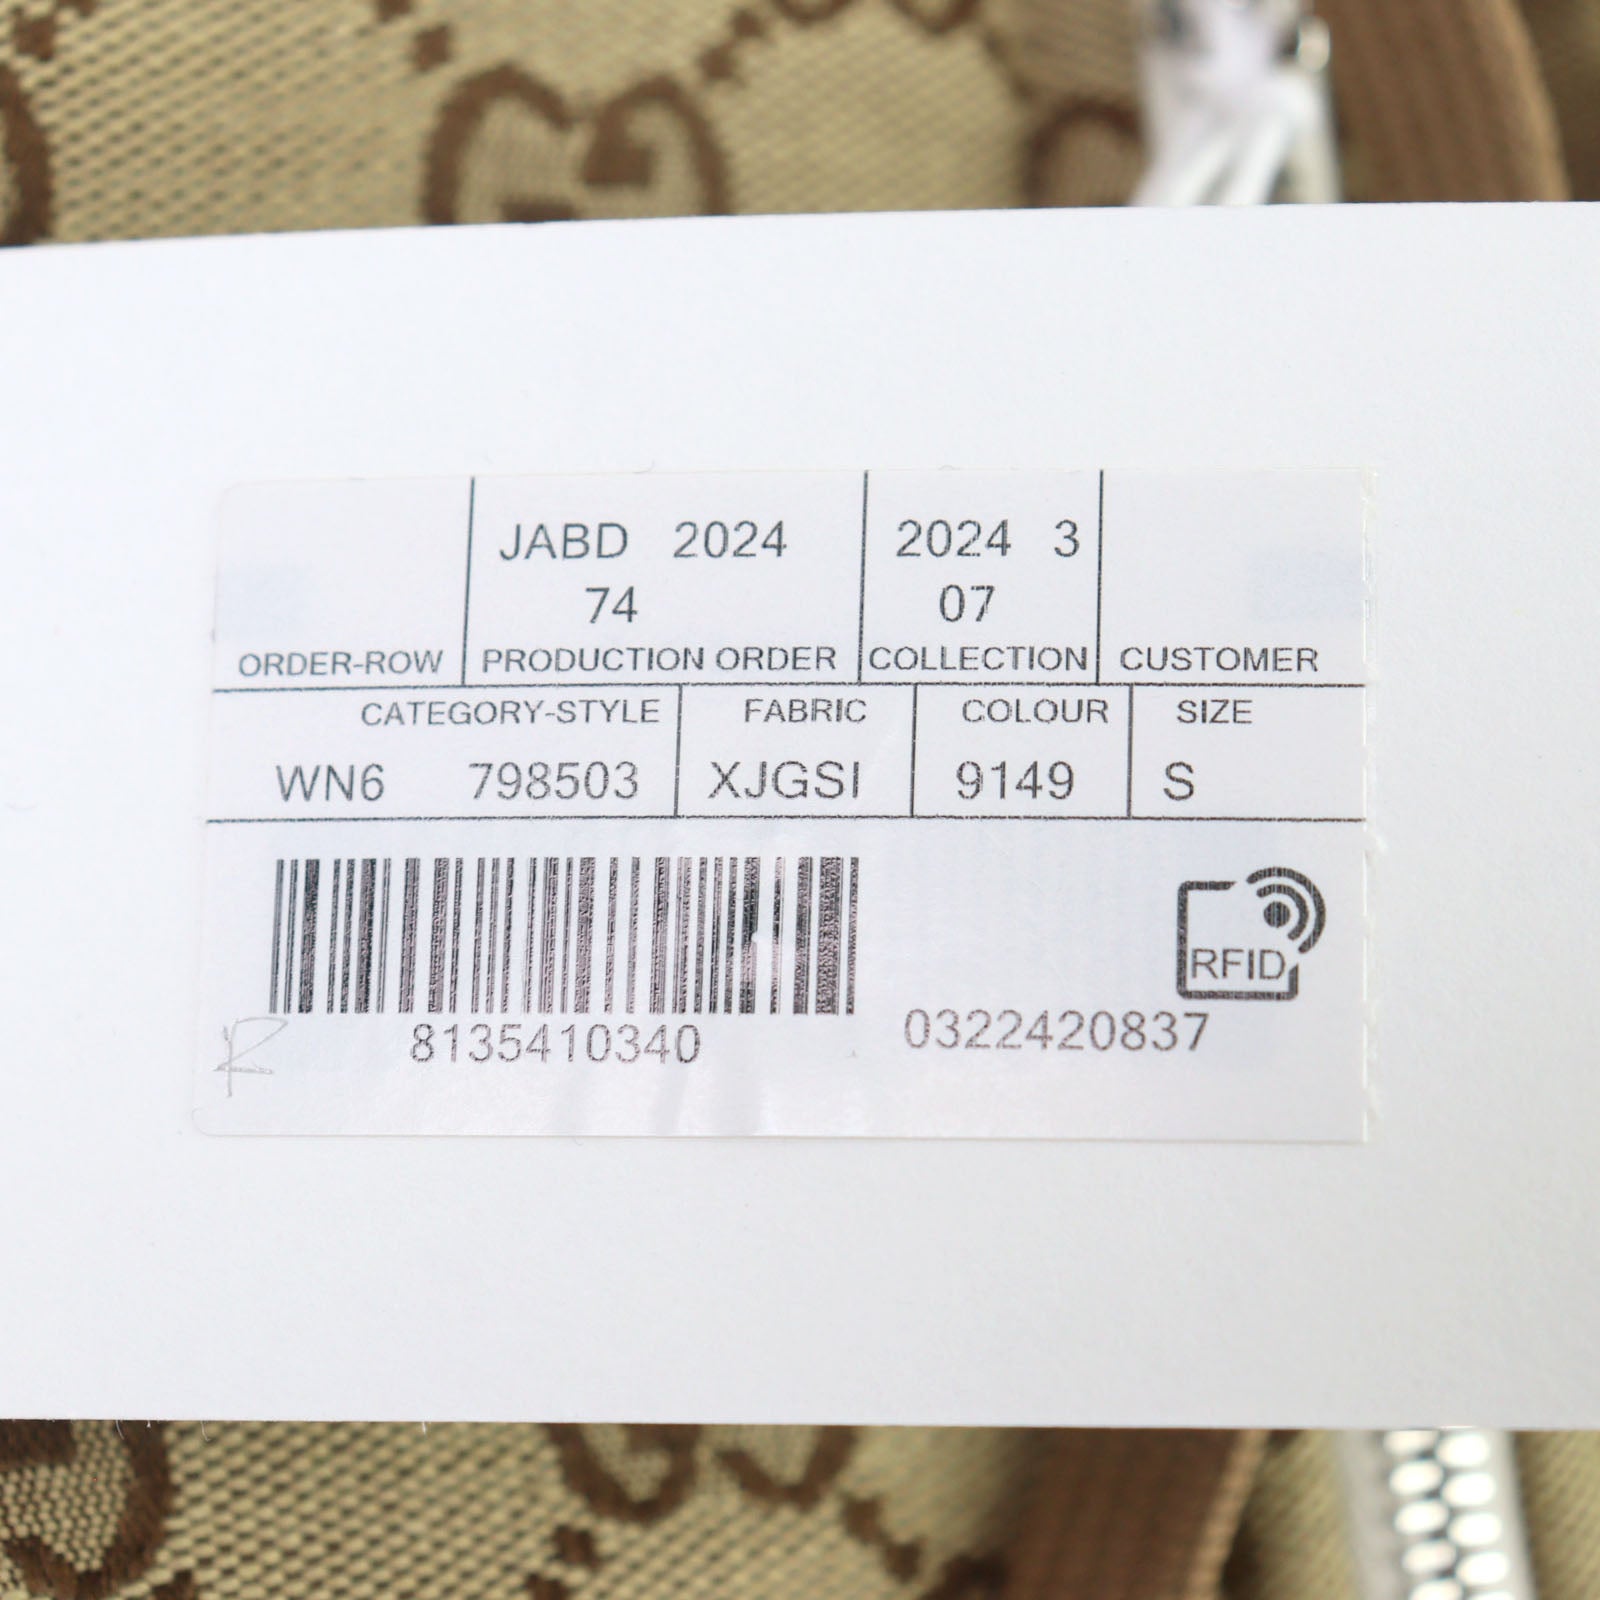 JABD 2024 2024 3
74 07
ORDER-ROW PRODUCTION ORDER COLLECTION CUSTOMER
CATEGORY-STYLE FABRIC COLOUR SIZE
WN6 798503 XJGSI 9149 S
RFID
8135410340 0322420837